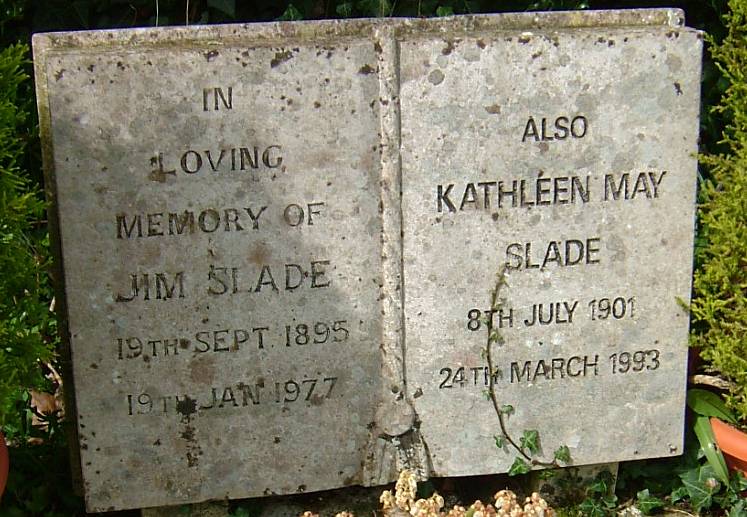 IN
LOVING
MEMORY OF
JIM SLADE
19TH SEPT 1895
19TH JAN 1977
ALSO
KATHLEEN MAY
SLADE
8TH JULY 1901
24TH MARCH 1993